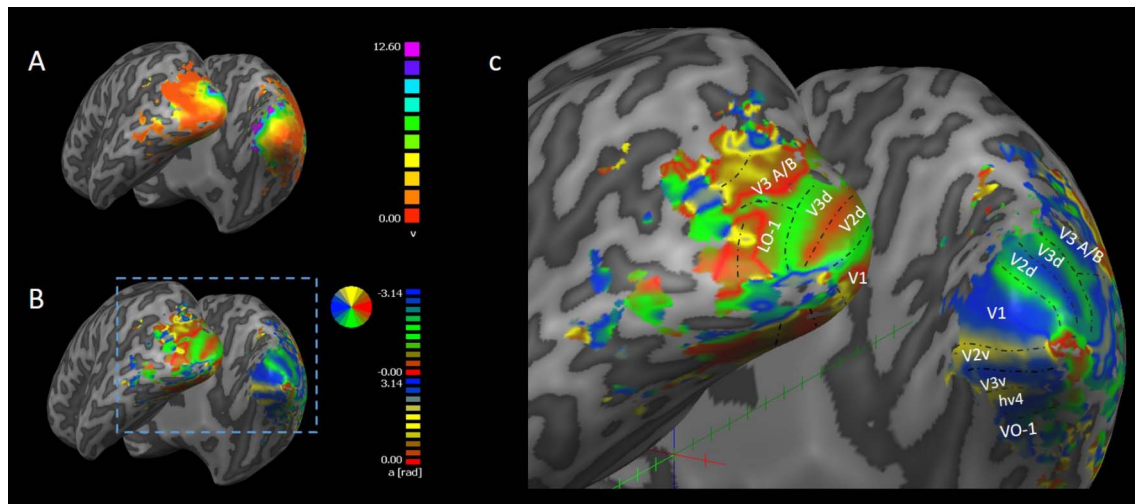 A
12.60
0.00
v
B
-3.14
-0.00
3.14
0.00
a [rad]
c
V3 A/B
V3d
V2d
LO-1
V1
V3 A/B
V3d
V2d
V1
V2v
V3v
hv4
VO-1